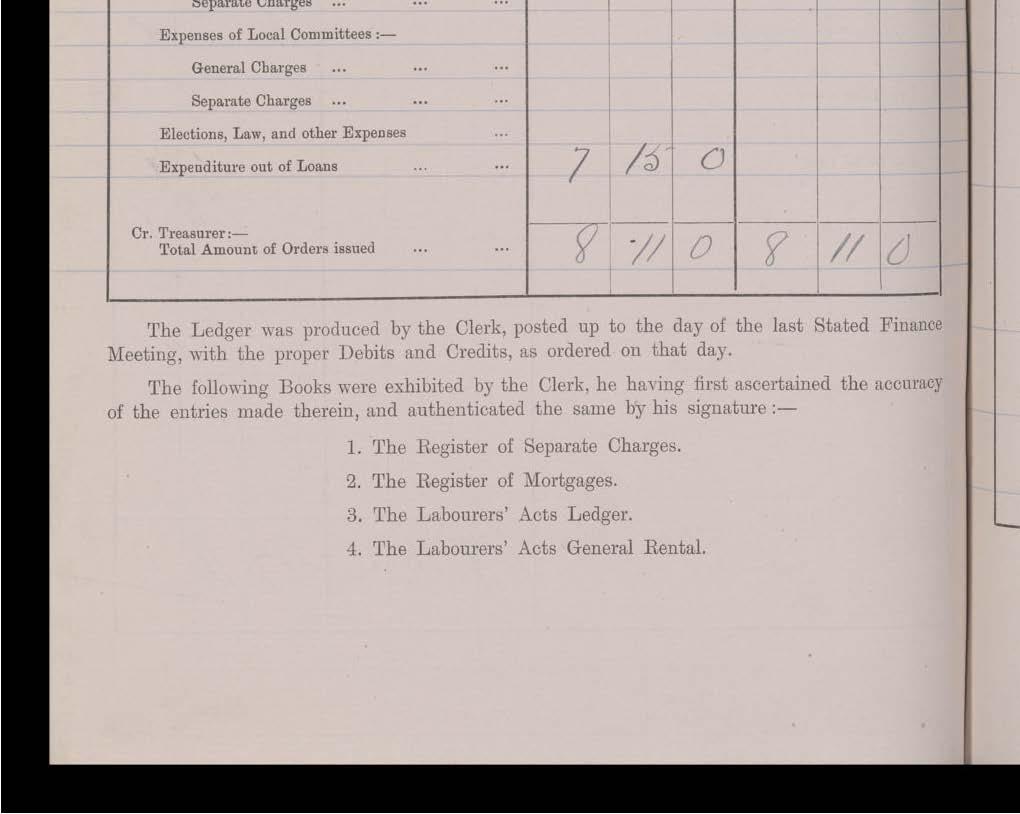 Separate Charges ... ... ...
Expenses of Local Committees :—
General Charges ... ... ...
Separate Charges ... ... ...
Elections, Law, and other Expenses ...
Expenditure out of Loans ... ... 7 15 0
Cr. Treasurer:—
Total Amount of Orders issued ... ... 8 11 0 8 11 0
The Ledger was produced by the Clerk, posted up to the day of the last Stated Finance
Meeting, with the proper Debits and Credits, as ordered on that day.
The following Books were exhibited by the Clerk, he having first ascertained the accuracy
of the entries made therein, and authenticated the same by his signature :—
1. The Register of Separate Charges.
2. The Register of Mortgages.
3. The Labourers' Acts Ledger.
4. The Labourers' Acts General Rental.